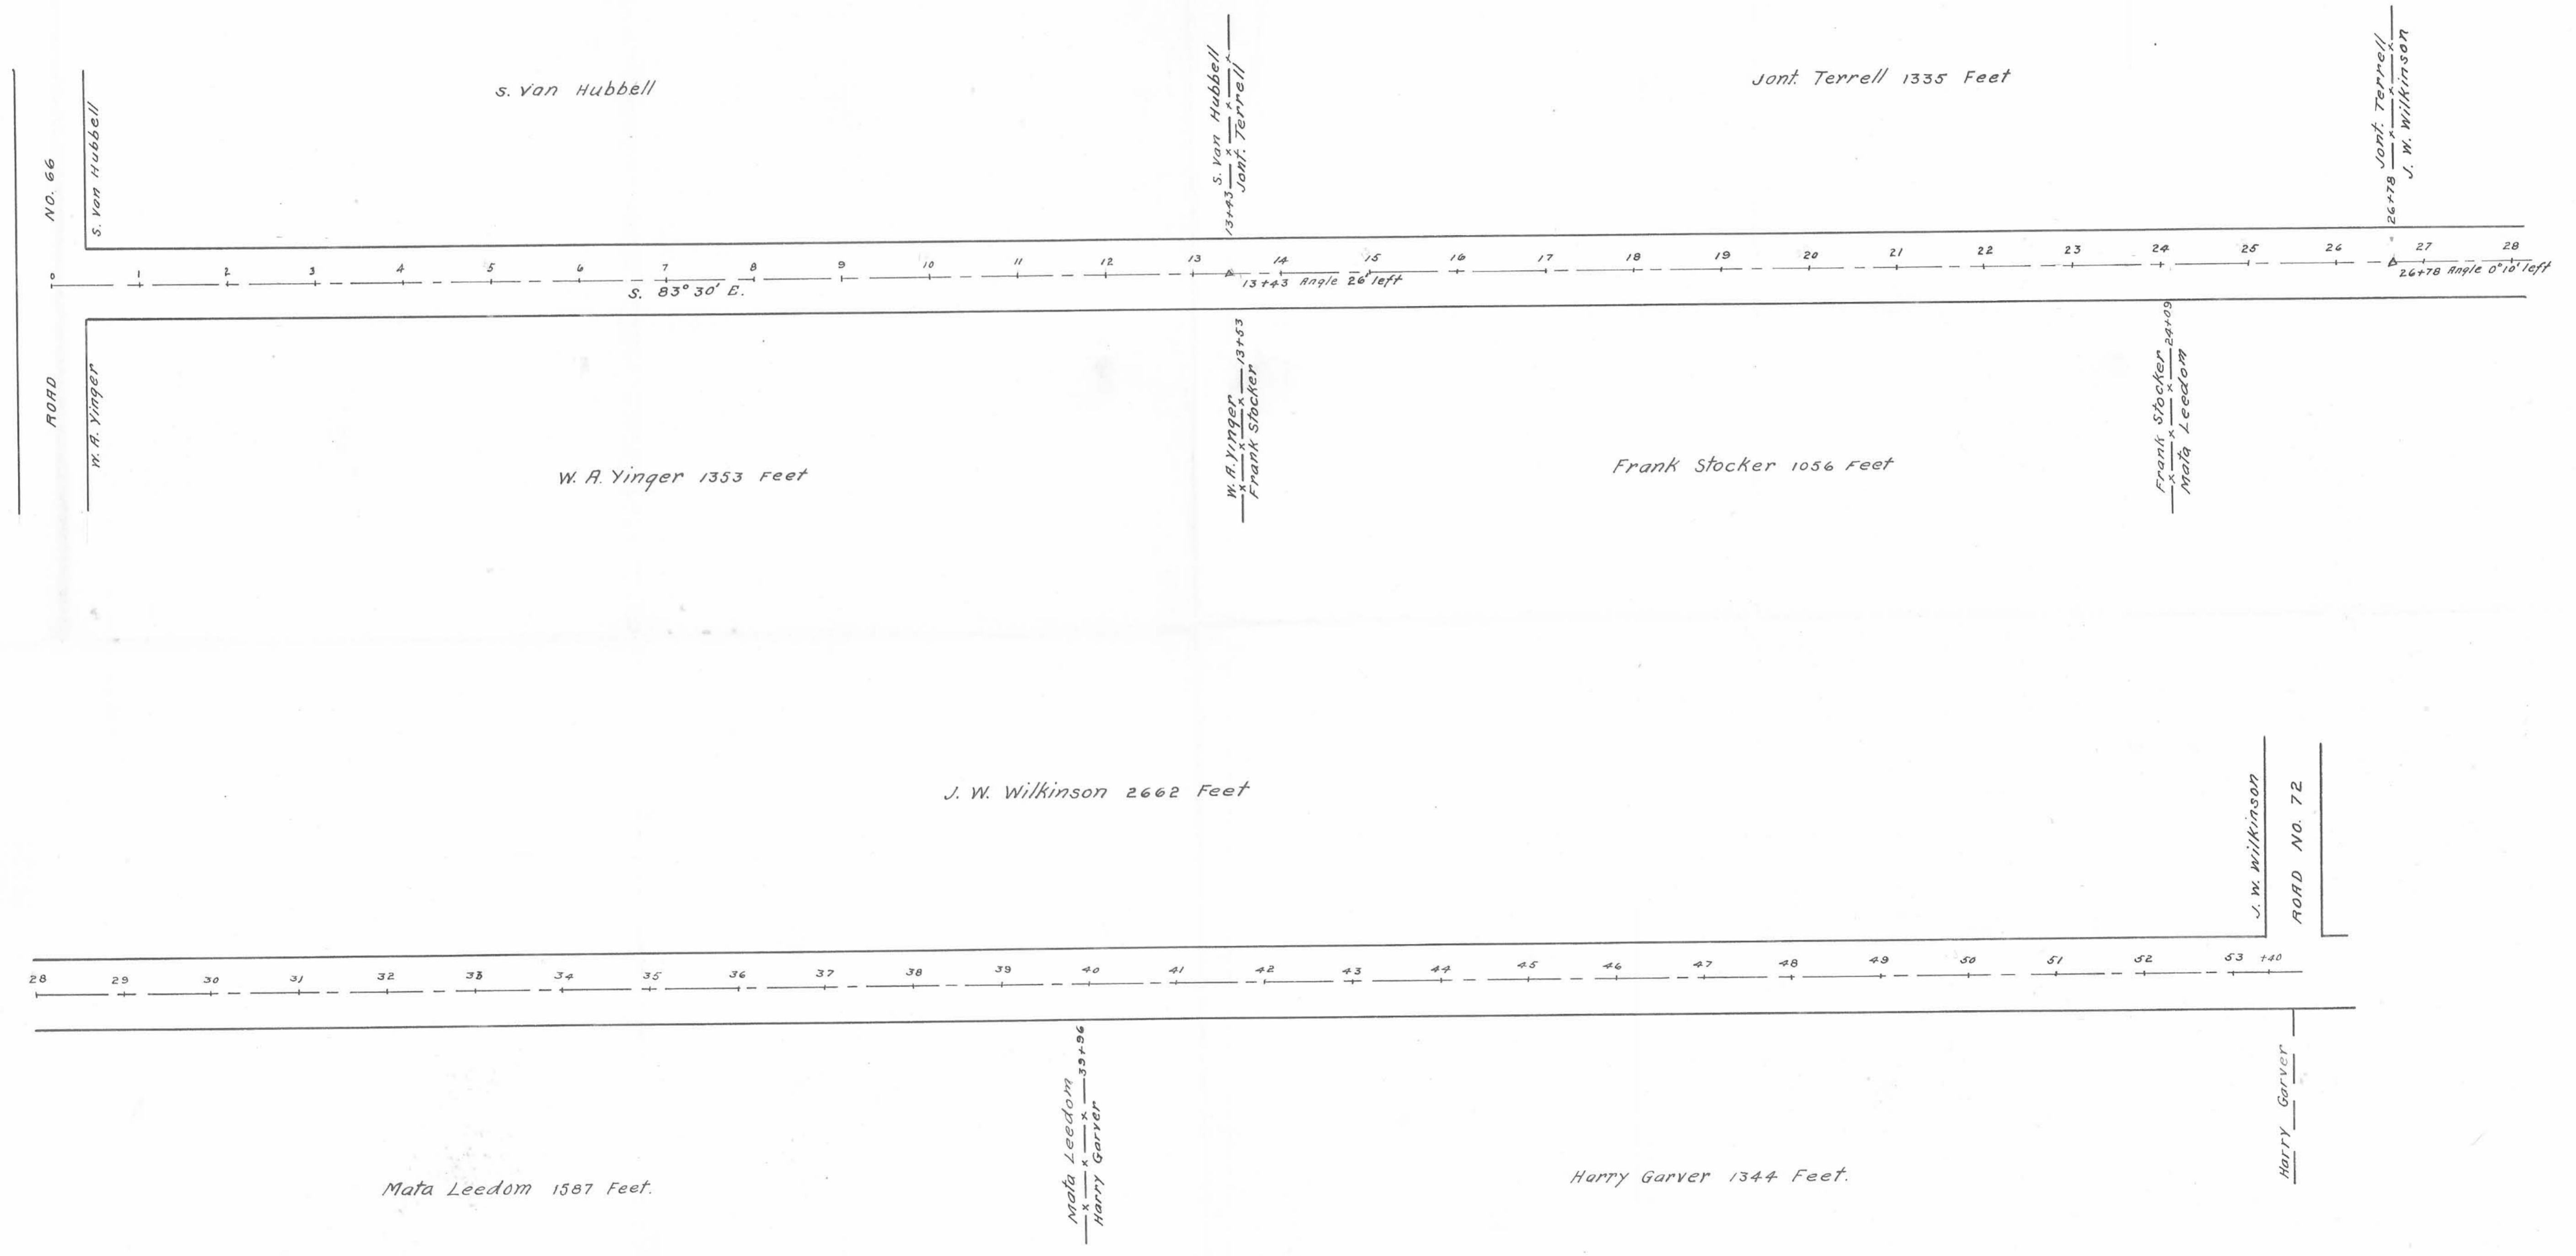 S. Van Hubbell
Jont. Terrell 1335 Feet
NO. 66
S. Van Hubbell
13+43
S. Van Hubbell
Jont. Terrell
26+78
Jont. Terrell
J. W. Wilkinson
0 1 2 3 4 5 6 7 8 9 10 11 12 13 14 15 16 17 18 19 20 21 22 23 24 25 26 27 28
S. 83° 30' E.
13+43 Angle 26' left
26+78 Angle 0°10' left
ROAD
W. A. Yinger
W. A. Yinger 1353 Feet
W. A. Yinger
13+53
Frank Stocker
Frank Stocker 1056 Feet
Frank Stocker
24+09
Mata Leedom
J. W. Wilkinson 2662 Feet
J. W. Wilkinson
ROAD NO. 72
28 29 30 31 32 33 34 35 36 37 38 39 40 41 42 43 44 45 46 47 48 49 50 51 52 53 +40
Mata Leedom 1587 Feet.
Mata Leedom
39+96
Harry Garver
Harry Garver 1344 Feet.
Harry Garver